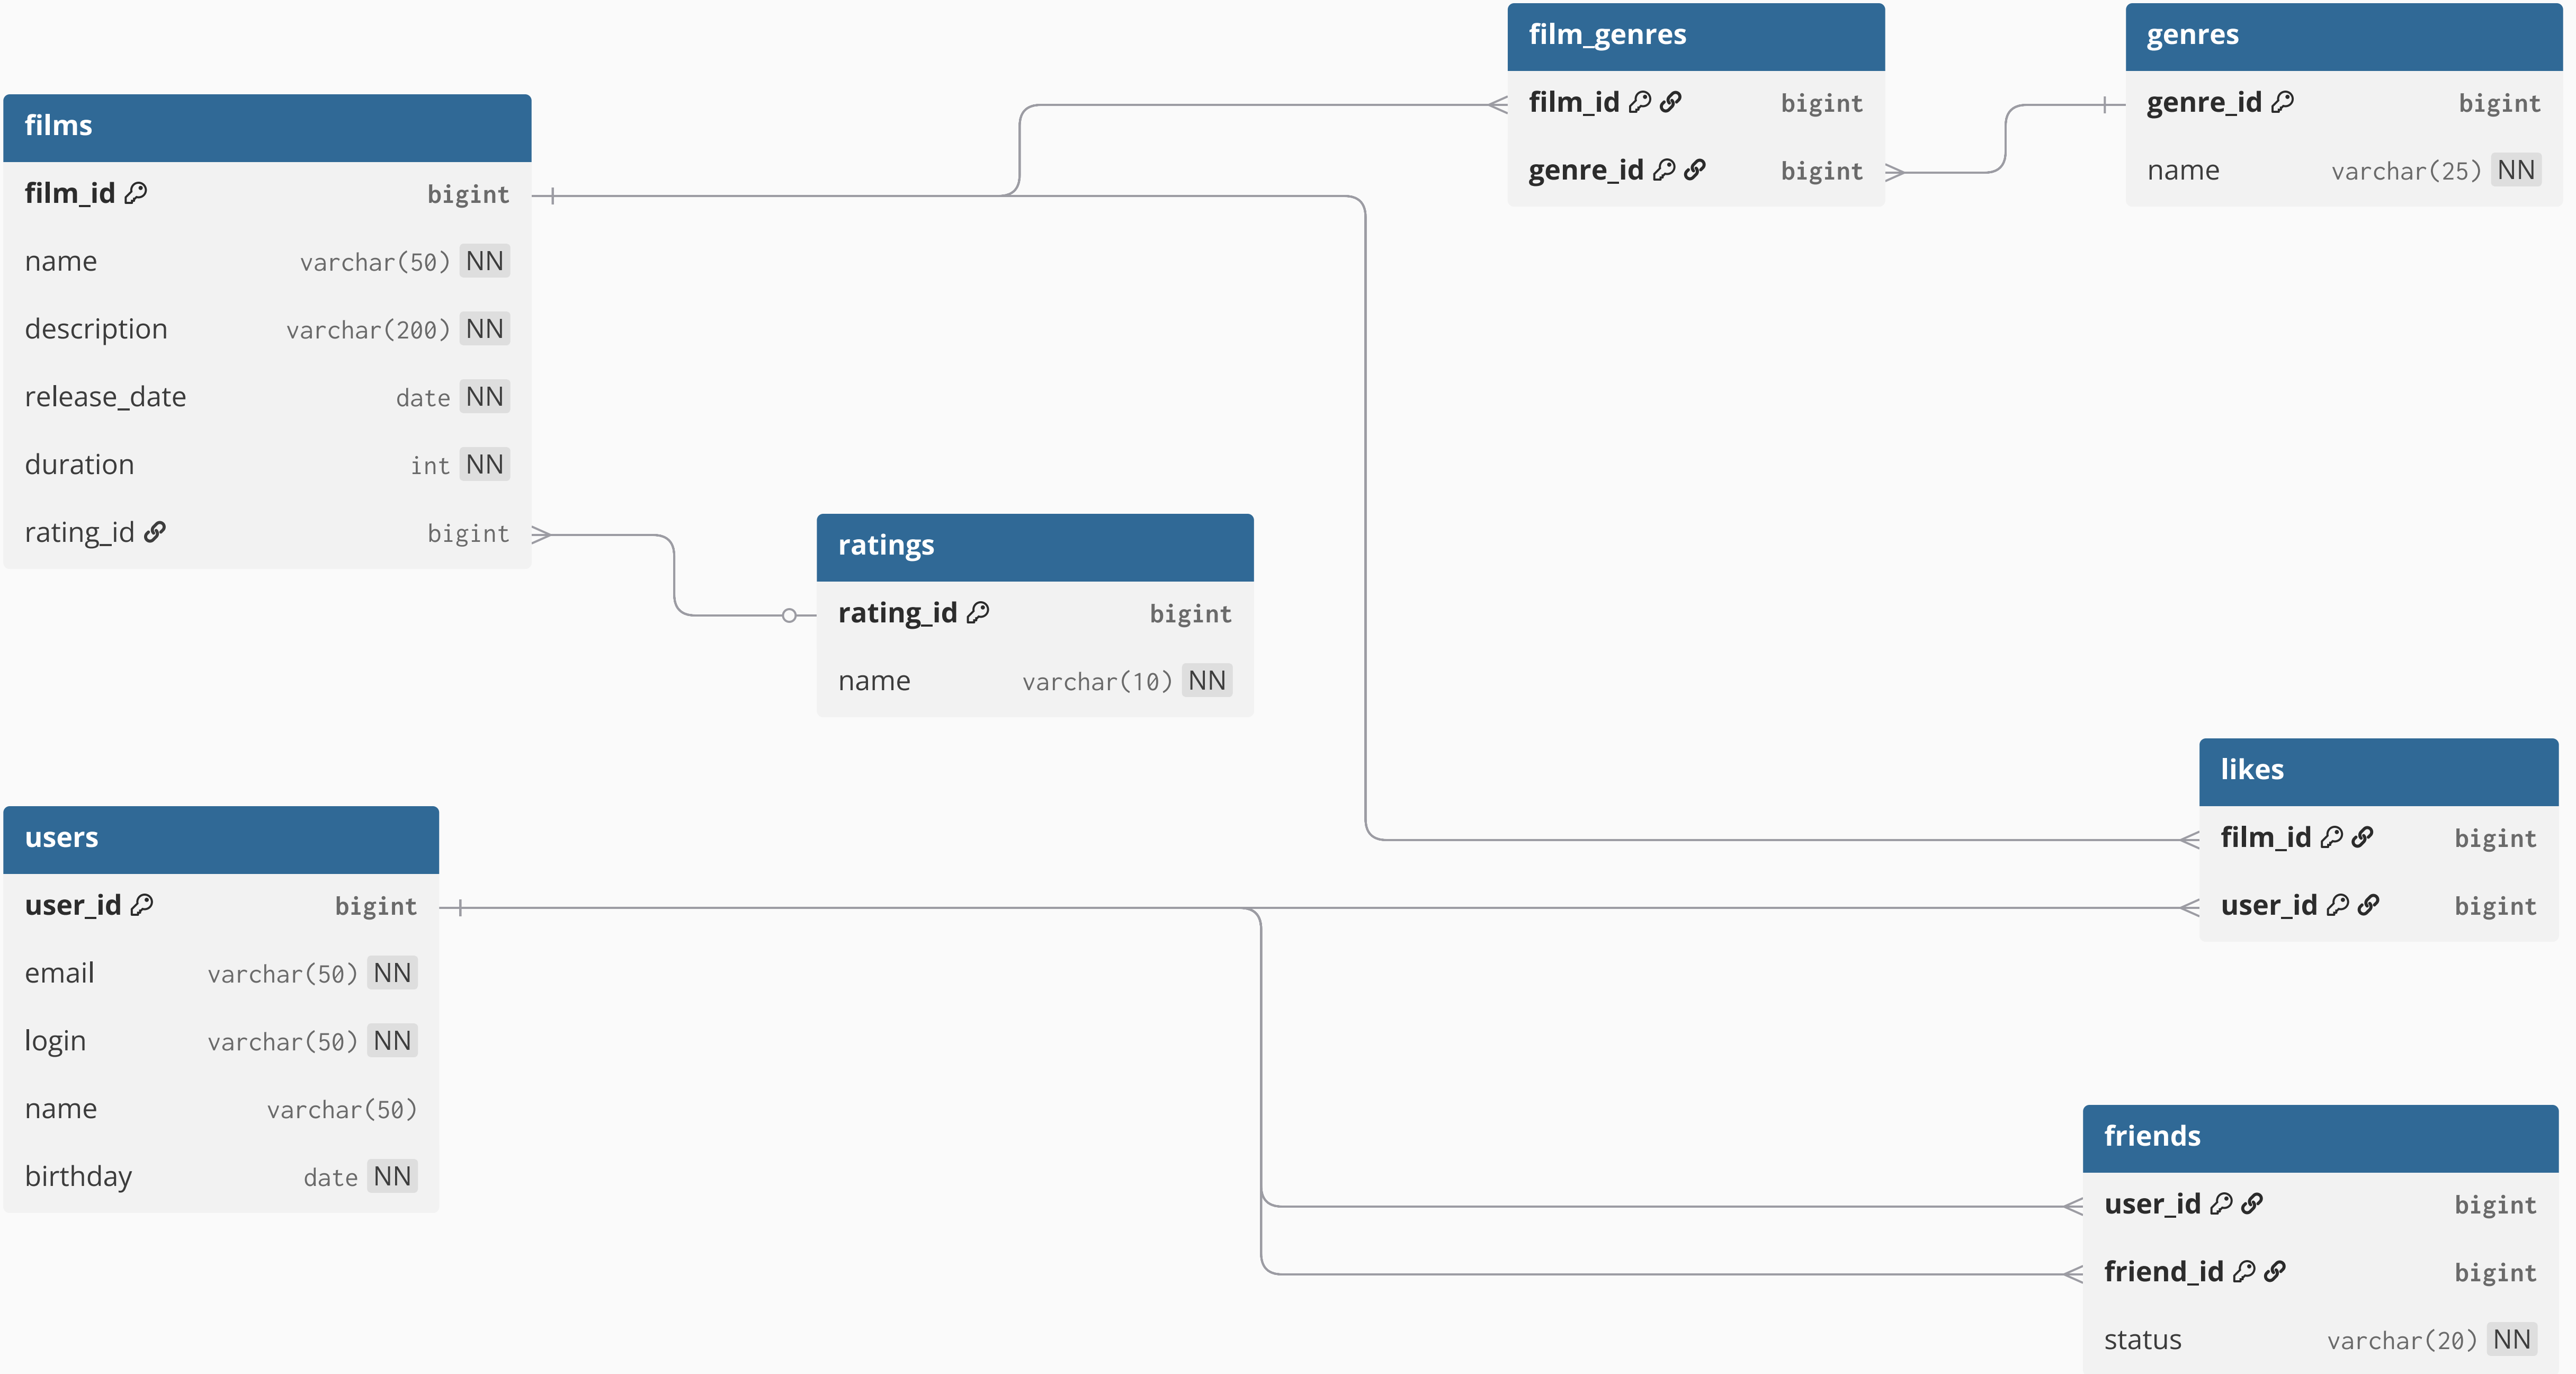 films
film_id bigint
name varchar(50) NN
description varchar(200) NN
release_date date NN
duration int NN
rating_id bigint
film_genres
film_id bigint
genre_id bigint
genres
genre_id bigint
name varchar(25) NN
ratings
rating_id bigint
name varchar(10) NN
users
user_id bigint
email varchar(50) NN
login varchar(50) NN
name varchar(50)
birthday date NN
likes
film_id bigint
user_id bigint
friends
user_id bigint
friend_id bigint
status varchar(20) NN